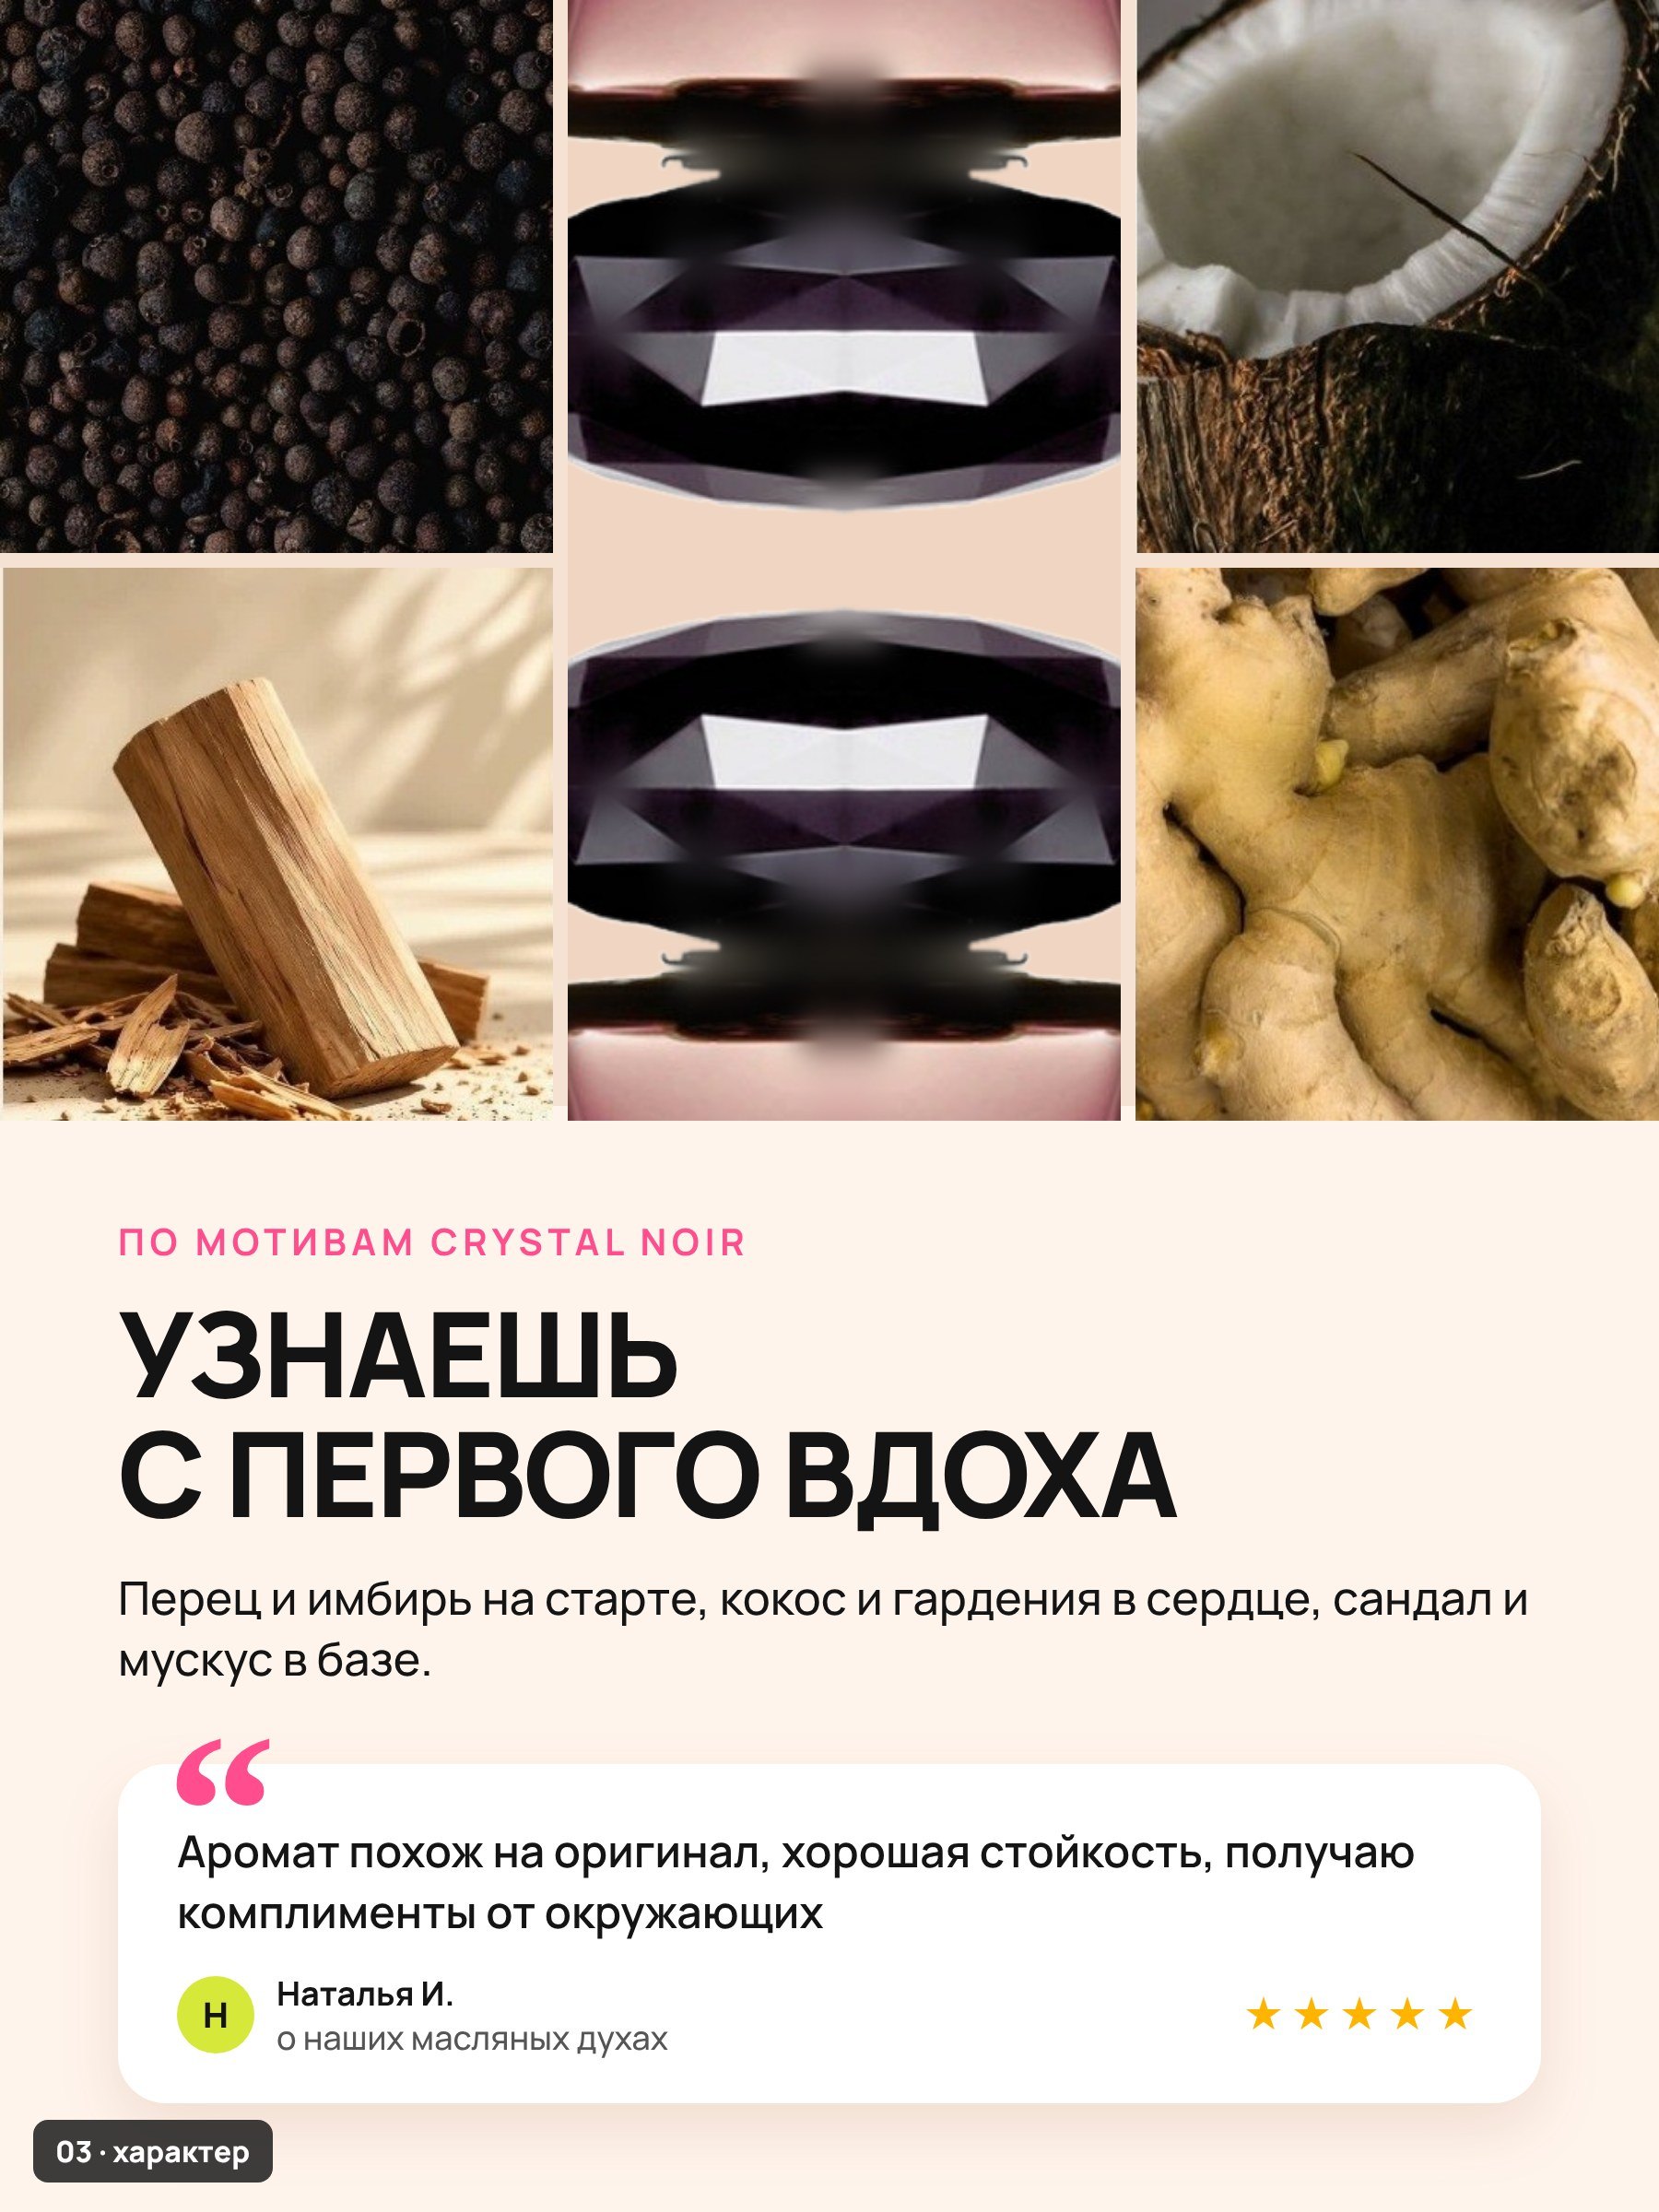 ПО МОТИВАМ CRYSTAL NOIR
УЗНАЕШЬ
С ПЕРВОГО ВДОХА
Перец и имбирь на старте, кокос и гардения в сердце, сандал и
мускус в базе.
“
Аромат похож на оригинал, хорошая стойкость, получаю
комплименты от окружающих
Н
Наталья И.
о наших масляных духах
★★★★★
03 · характер